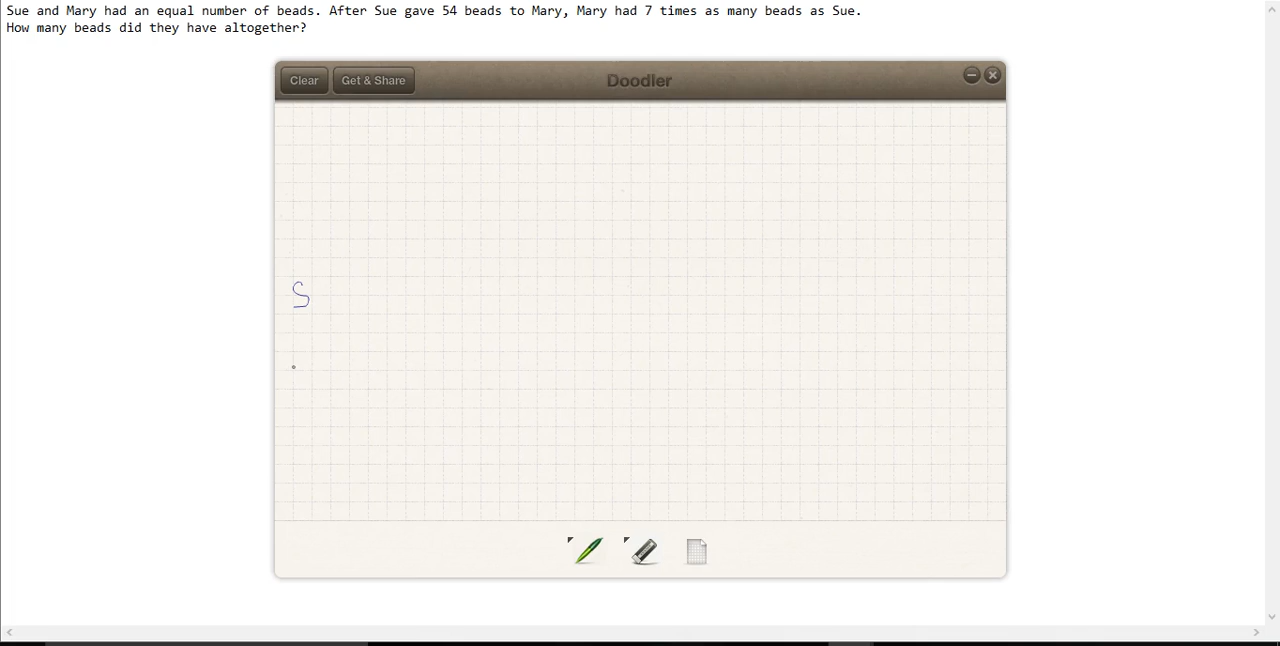 Sue and Mary had an equal number of beads. After Sue gave 54 beads to Mary, Mary had 7 times as many beads as Sue.
How many beads did they have altogether?
Clear Get & Share Doodler
S